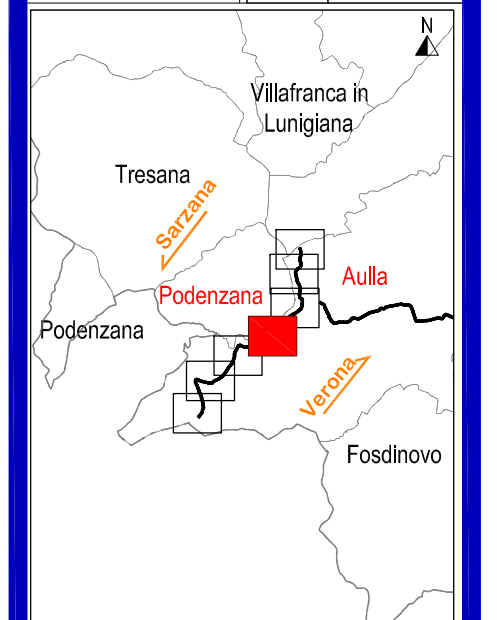 N
Villafranca in
Lunigiana
Tresana
Sarzana
Aulla
Podenzana
Podenzana
Verona
Fosdinovo